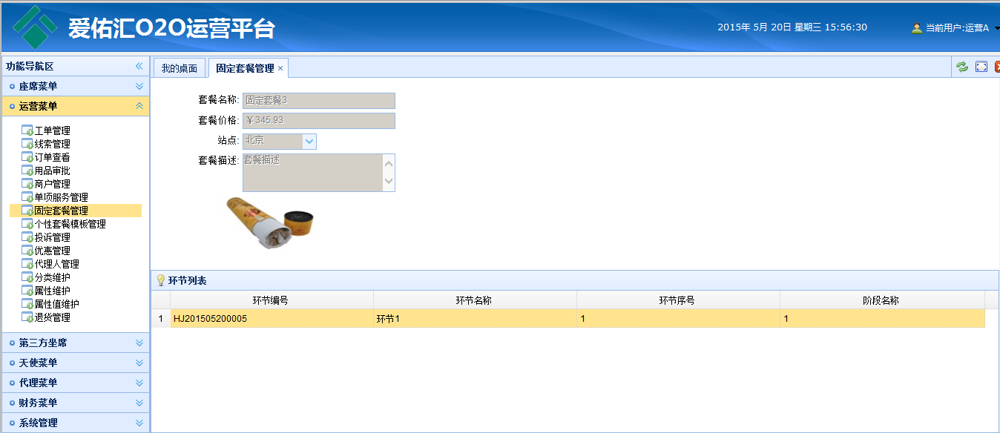 爱佑汇O2O运营平台
2015年 5月 20日 星期三 15:56:30
当前用户:运营A
功能导航区
座席菜单
运营菜单
工单管理
线索管理
订单查看
用品审批
商户管理
单项服务管理
固定套餐管理
个性套餐模板管理
投诉管理
优惠管理
代理人管理
分类维护
属性维护
属性值维护
退货管理
第三方坐席
天使菜单
代理菜单
财务菜单
系统管理
我的桌面
固定套餐管理
套餐名称: 固定套餐3
套餐价格: ￥345.93
站点: 北京
套餐描述: 套餐描述
环节列表
环节编号 环节名称 环节序号 阶段名称
1 HJ201505200005 环节1 1 1